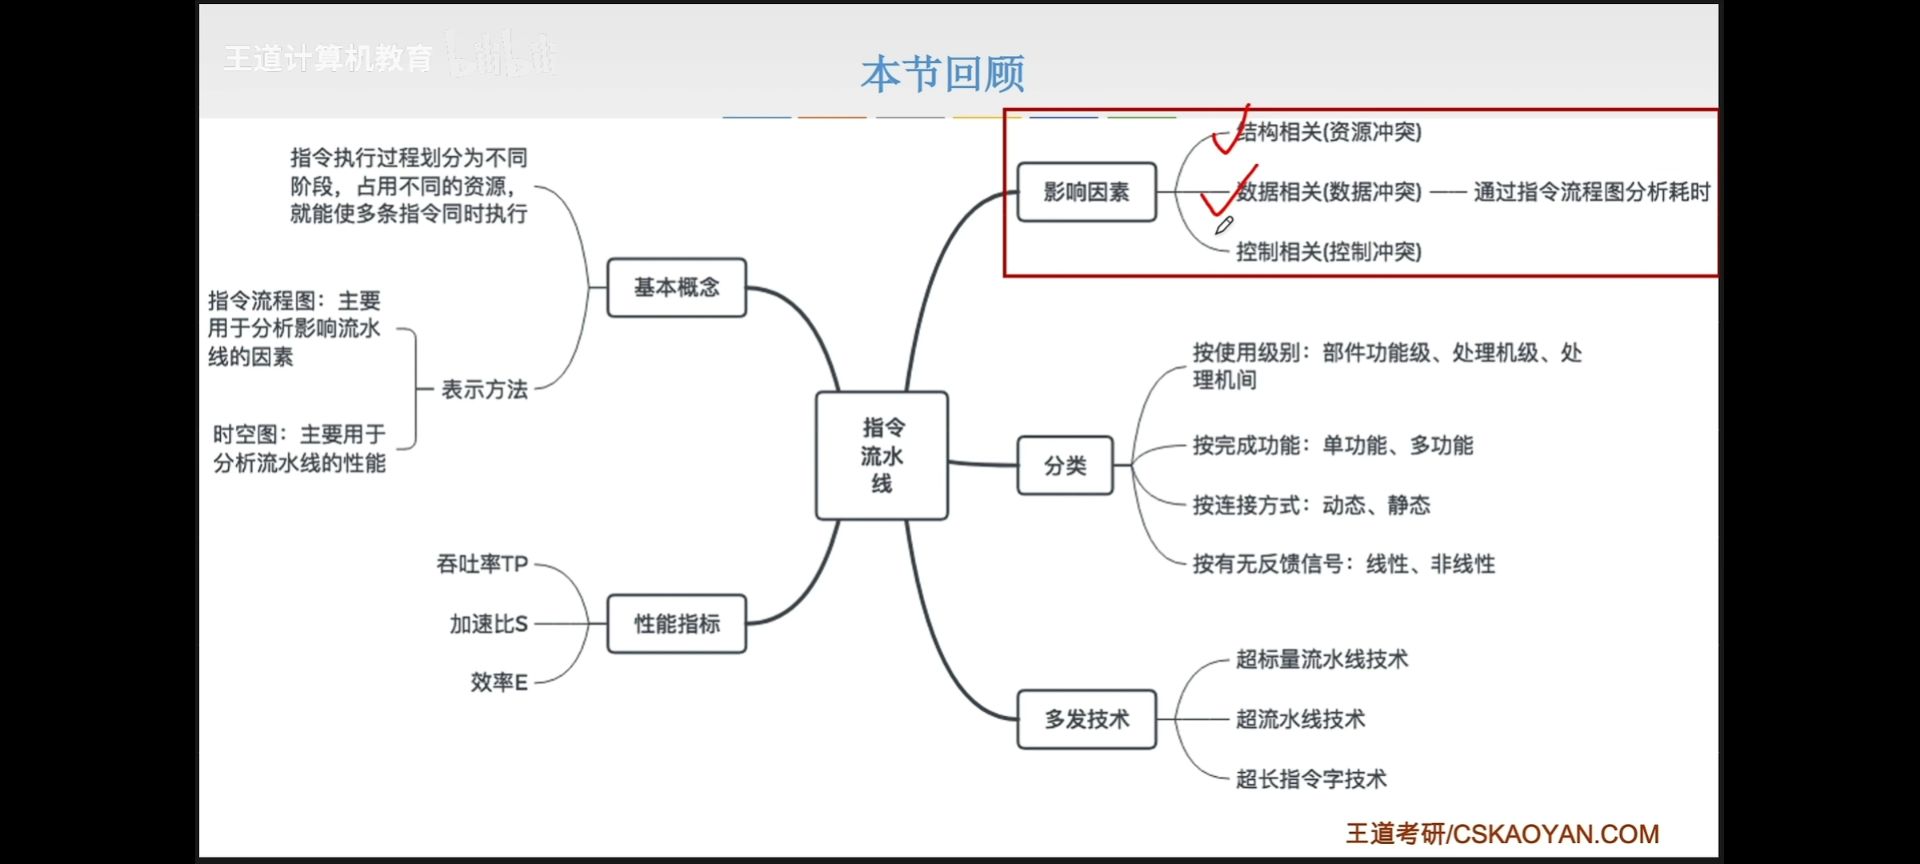 王道计算机教育 bilibili
本节回顾
指令执行过程划分为不同
阶段，占用不同的资源，
就能使多条指令同时执行
基本概念
指令流程图：主要
用于分析影响流水
线的因素
表示方法
时空图：主要用于
分析流水线的性能
吞吐率TP
加速比S
性能指标
效率E
指令
流水
线
结构相关(资源冲突)
影响因素
数据相关(数据冲突)
通过指令流程图分析耗时
控制相关(控制冲突)
按使用级别：部件功能级、处理机级、处
理机间
按完成功能：单功能、多功能
分类
按连接方式：动态、静态
按有无反馈信号：线性、非线性
超标量流水线技术
多发技术
超流水线技术
超长指令字技术
王道考研/CSKAOYAN.COM